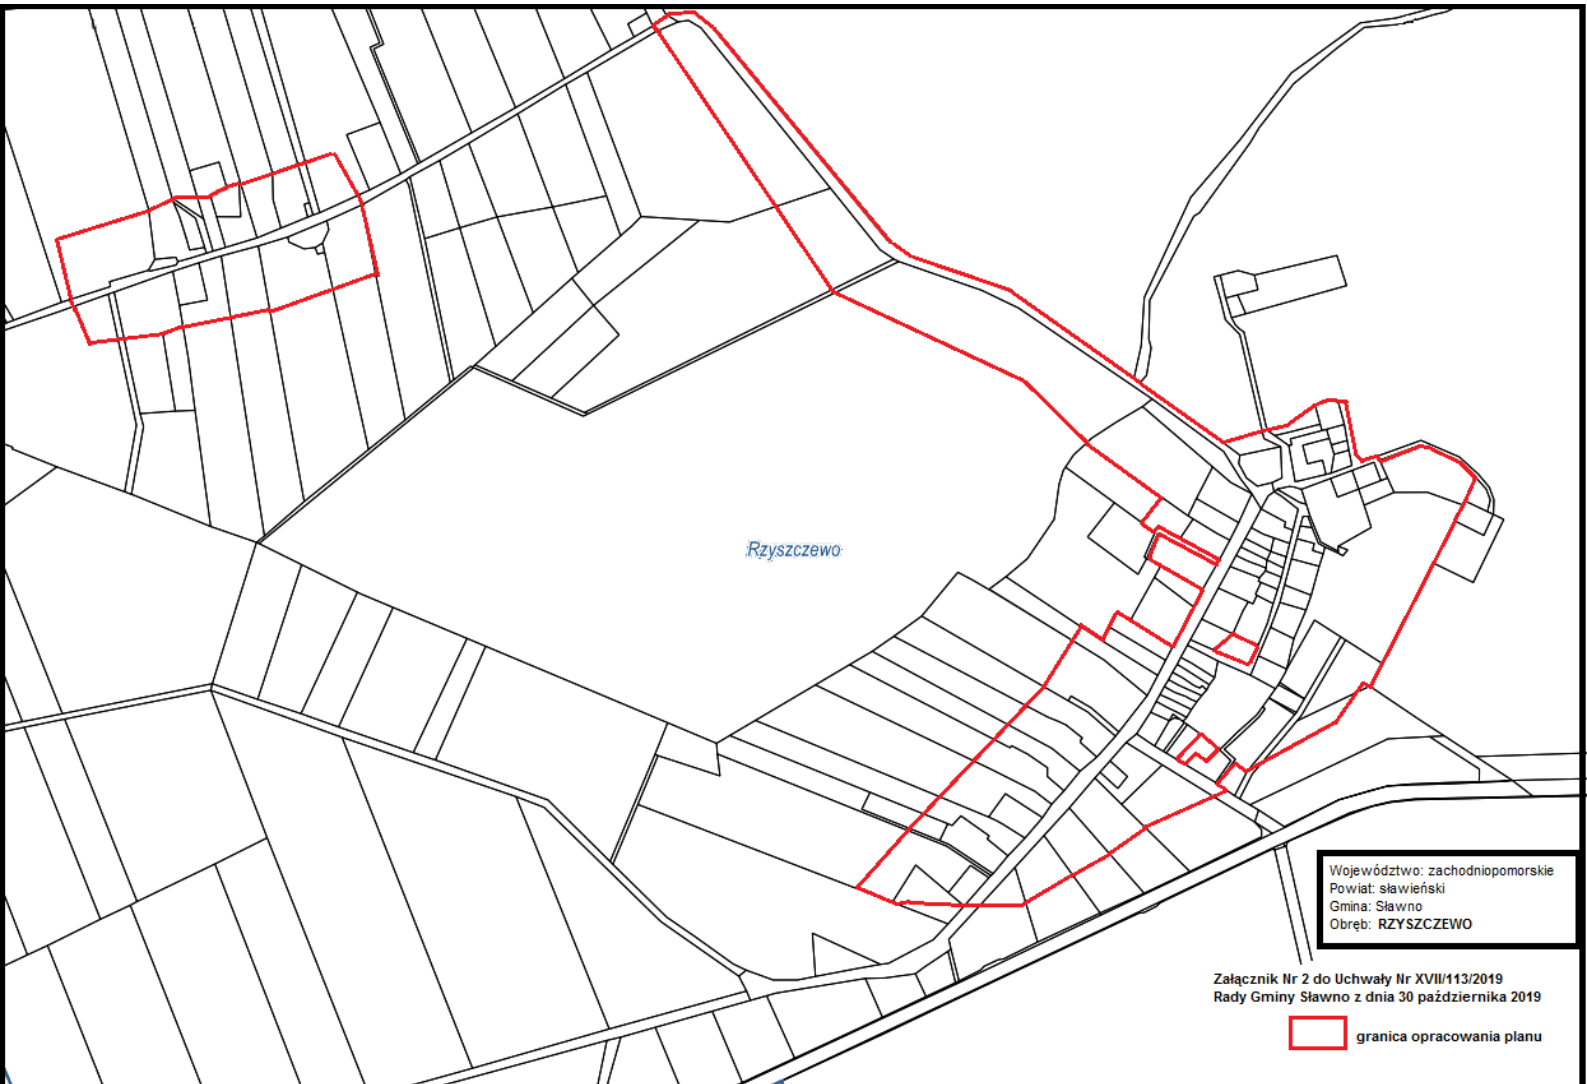 Rzyszczewo
Województwo: zachodniopomorskie
Powiat: sławieński
Gmina: Sławno
Obręb: RZYSZCZEWO
Załącznik Nr 2 do Uchwały Nr XVII/113/2019
Rady Gminy Sławno z dnia 30 października 2019
granica opracowania planu